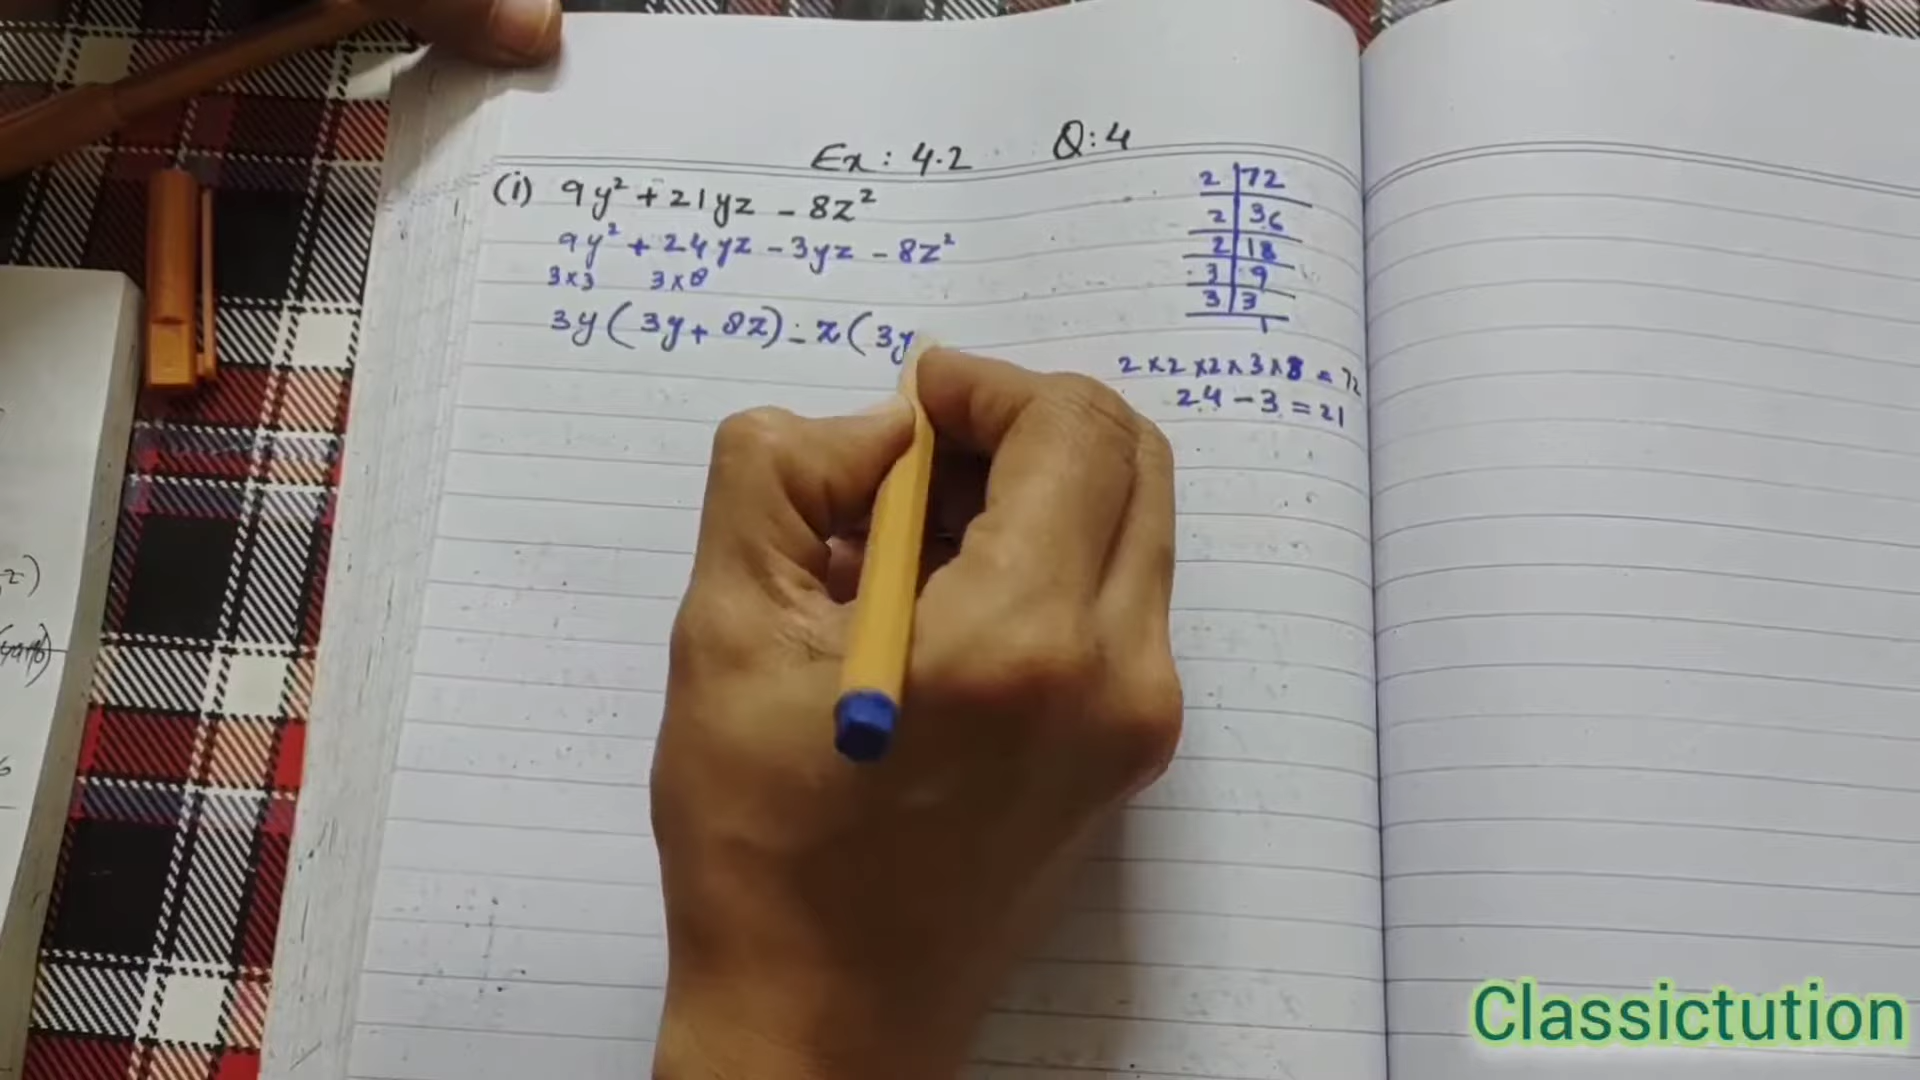 Ex: 4.2 Q:4
(i) 9y² + 21yz - 8z²
9y² + 24yz - 3yz - 8z²
3×3 3×8
3y(3y+ 8z) - z(3y
2 72
2 36
2 18
3 9
3 3
1
2×2×2×3×3 = 72
24 - 3 = 21
z)
Classictution